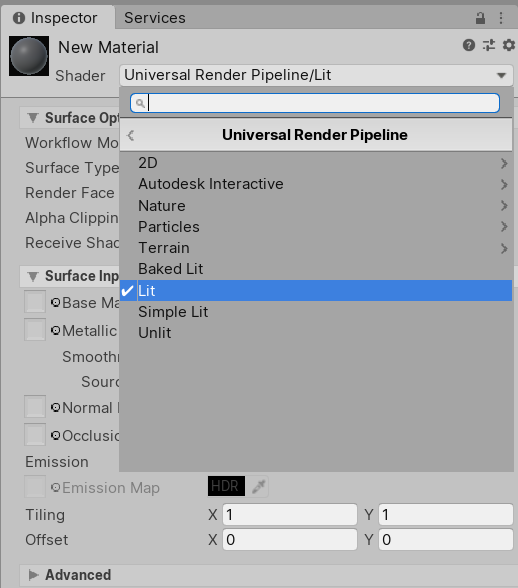 Inspector Services
New Material
Shader Universal Render Pipeline/Lit
Universal Render Pipeline
Surface Opt
Workflow Mo
2D
Surface Type
Autodesk Interactive
Render Face
Nature
Alpha Clippin
Particles
Receive Shad
Terrain
Baked Lit
Surface Inp
Lit
Base Ma
Simple Lit
Metallic
Unlit
Smooth
Sourc
Normal
Occlusio
Emission
Emission Map HDR
Tiling X 1 Y 1
Offset X 0 Y 0
Advanced